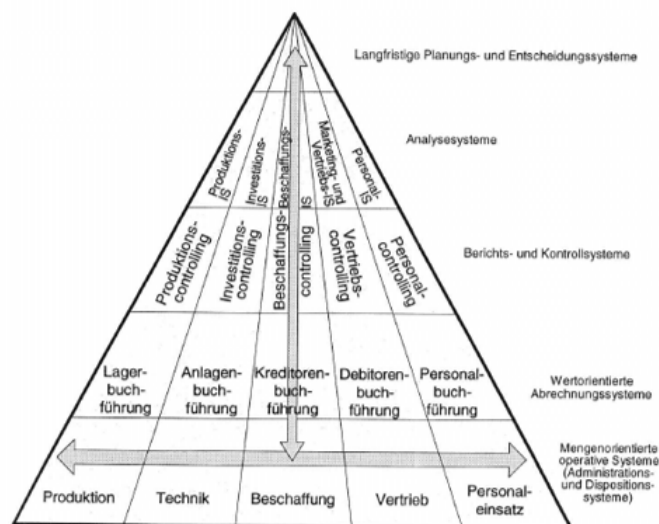 Langfristige Planungs- und Entscheidungssysteme
Analysesysteme
Produktions-
IS
Investitions-
IS
Beschaffungs-
IS
Marketing- und
Vertriebs-IS
Personal-
IS
Berichts- und Kontrollsysteme
Produktions-
controlling
Investitions-
controlling
Beschaffungs-
controlling
Vertriebs-
controlling
Personal-
controlling
Wertorientierte
Abrechnungssysteme
Lager-
buch-
führung
Anlagen-
buch-
führung
Kreditoren-
buch-
führung
Debitoren-
buch-
führung
Personal-
buch-
führung
Mengenorientierte
operative Systeme
(Administrations-
und Dispositions-
systeme)
Produktion
Technik
Beschaffung
Vertrieb
Personal-
einsatz